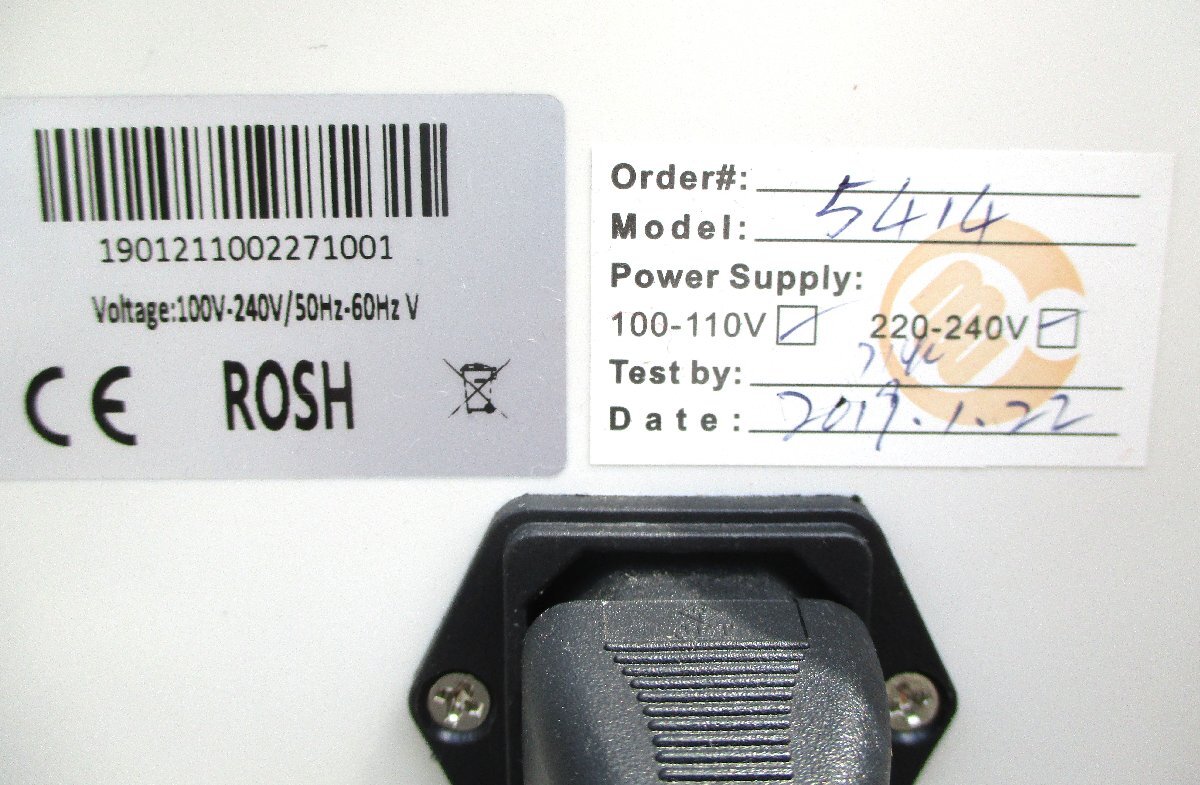 1901211002271001
Voltage:100V-240V/50Hz-60Hz V
CE ROSH
Order#:
Model: 5414
Power Supply:
100-110V 220-240V
Test by:
Date: 2019.1.22